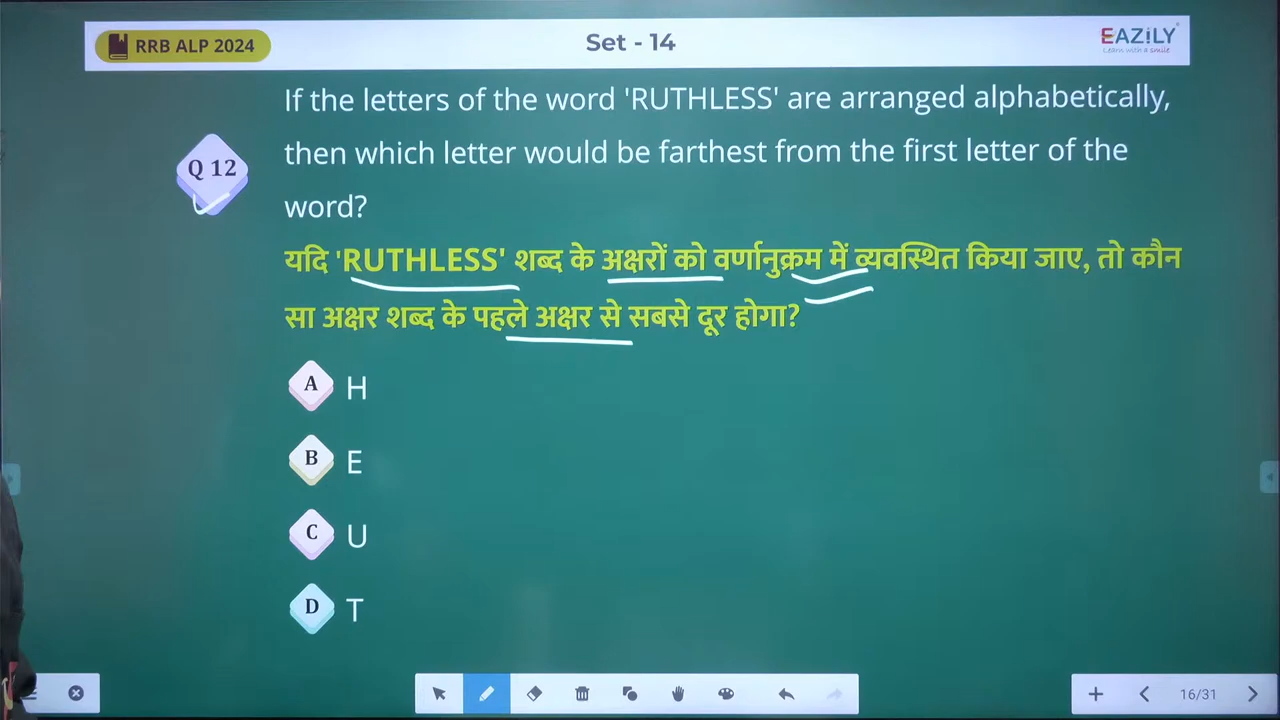 RRB ALP 2024
Set - 14
EAZILY
Learn with a smile
Q 12
If the letters of the word 'RUTHLESS' are arranged alphabetically,
then which letter would be farthest from the first letter of the
word?
यदि 'RUTHLESS' शब्द के अक्षरों को वर्णानुक्रम में व्यवस्थित किया जाए, तो कौन
सा अक्षर शब्द के पहले अक्षर से सबसे दूर होगा?
A H
B E
C U
D T
16/31